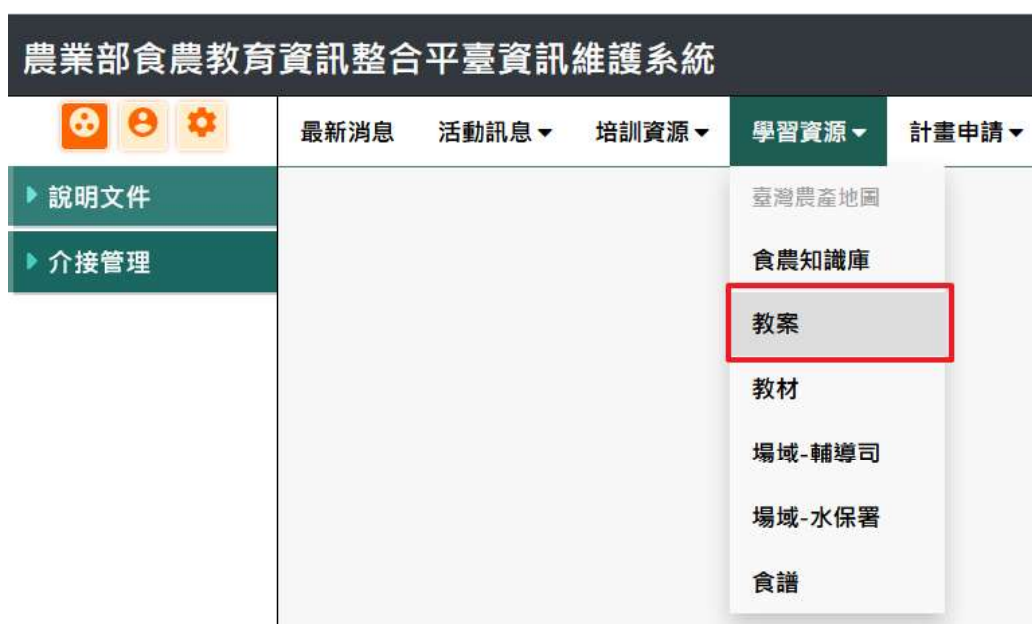 農業部食農教育資訊整合平臺資訊維護系統
最新消息 活動訊息▼ 培訓資源▼ 學習資源▼ 計畫申請▼
說明文件
介接管理
臺灣農產地圖
食農知識庫
教案
教材
場域-輔導司
場域-水保署
食譜